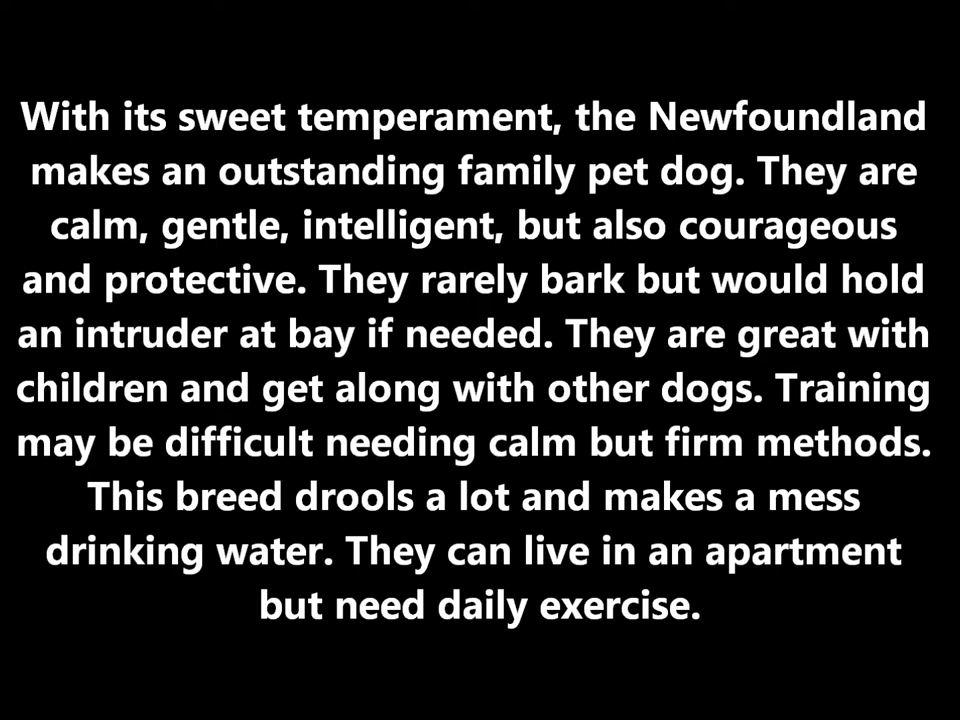 With its sweet temperament, the Newfoundland
makes an outstanding family pet dog. They are
calm, gentle, intelligent, but also courageous
and protective. They rarely bark but would hold
an intruder at bay if needed. They are great with
children and get along with other dogs. Training
may be difficult needing calm but firm methods.
This breed drools a lot and makes a mess
drinking water. They can live in an apartment
but need daily exercise.